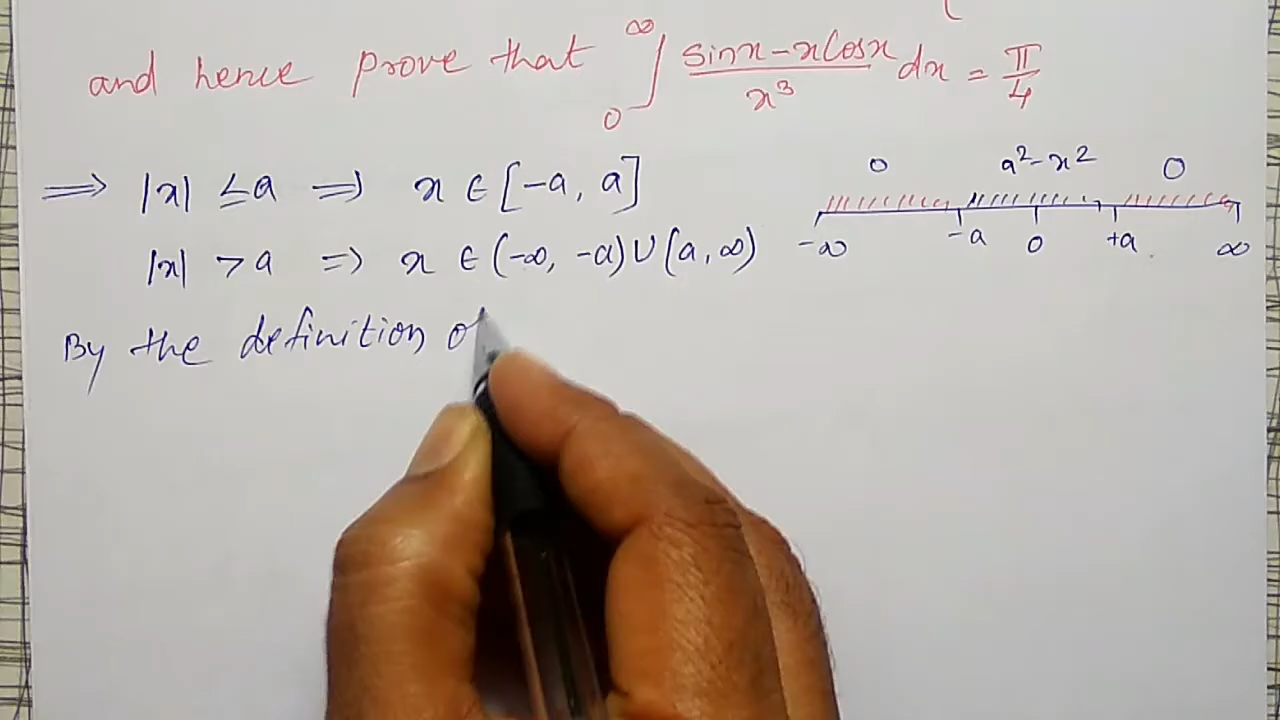 and hence prove that ∫₀^∞ (sinx - xcosx)/x³ dx = π/4
⟹ |x| ≤ a ⟹ x ∈ [-a, a]
0 a² - x² 0
-∞ -a 0 +a ∞
|x| > a ⇒ x ∈ (-∞, -a) ∪ (a, ∞)
By the definition of